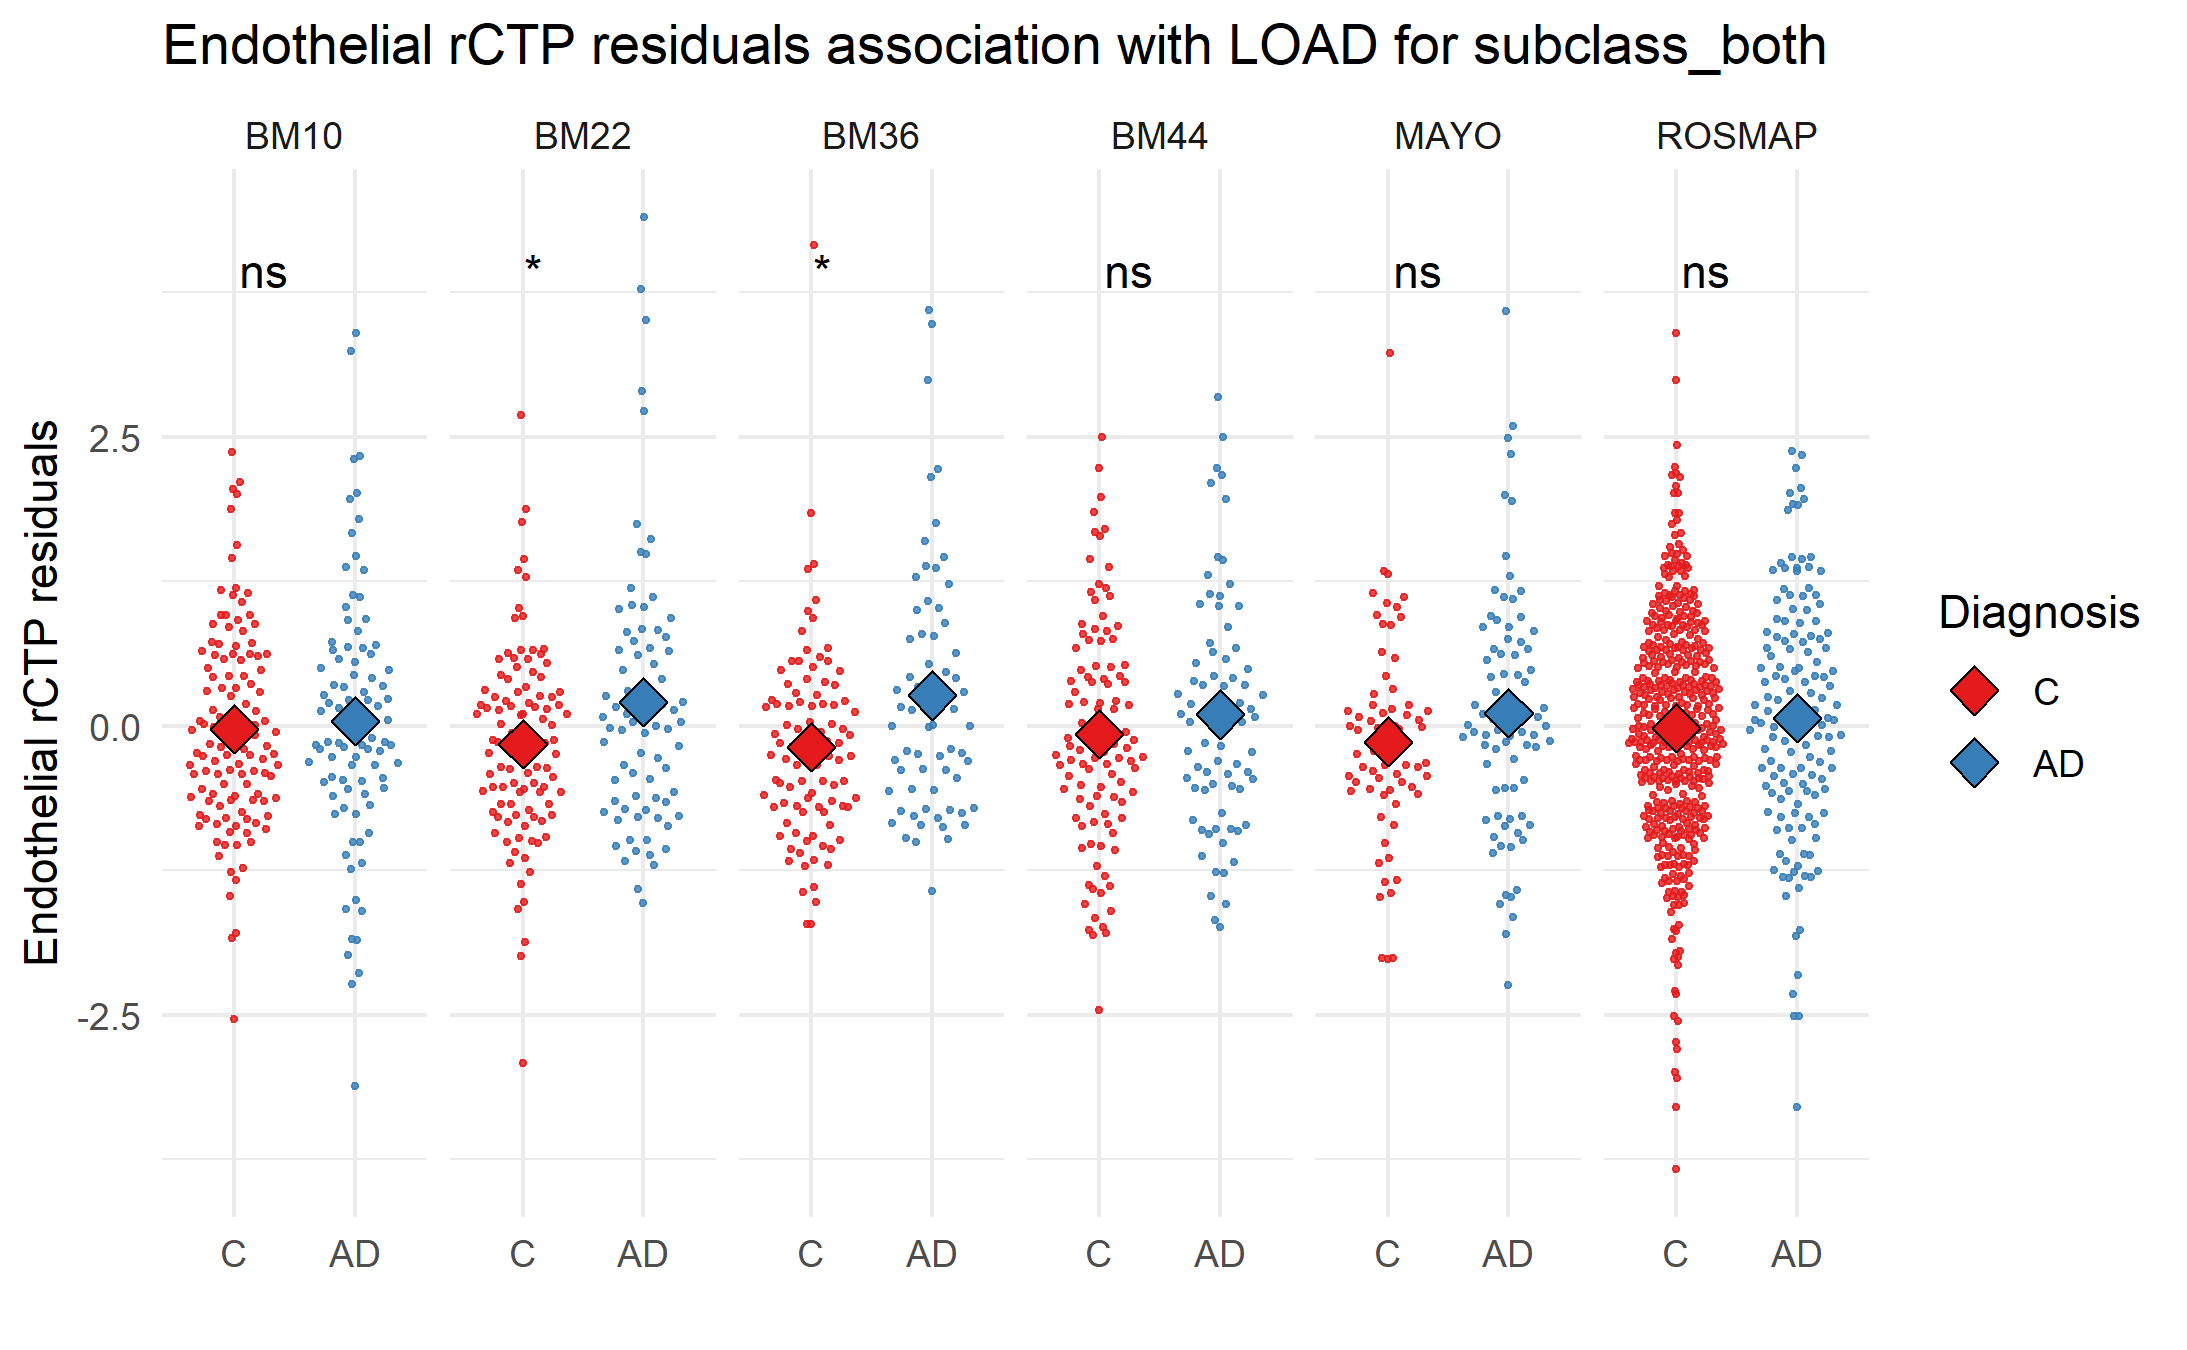 Endothelial rCTP residuals association with LOAD for subclass_both
BM10 BM22 BM36 BM44 MAYO ROSMAP
ns * * ns ns ns
Endothelial rCTP residuals
2.5
0.0
-2.5
C AD C AD C AD C AD C AD C AD
Diagnosis
C
AD